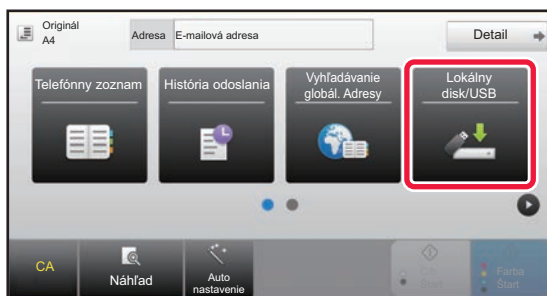 Originál
A4
Adresa
E-mailová adresa
Detail
Telefónny zoznam
História odoslania
Vyhľadávanie
globál. Adresy
Lokálny
disk/USB
CA
Náhľad
Auto
nastavenie
Štart
Farba
Štart